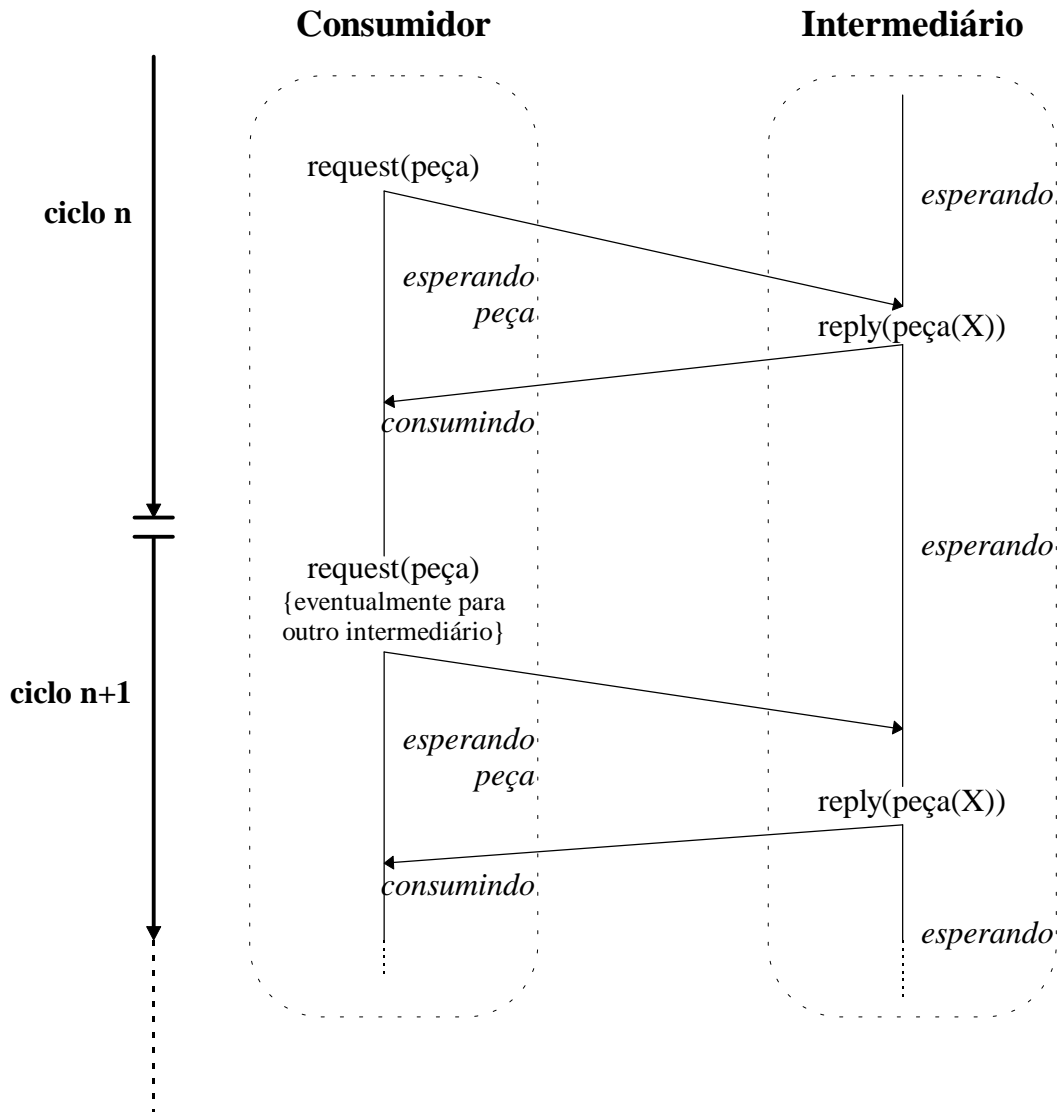 Consumidor
Intermediário
request(peça)
esperando
ciclo n
esperando
peça
reply(peça(X))
consumindo
esperando
request(peça)
{eventualmente para
outro intermediário}
ciclo n+1
esperando
peça
reply(peça(X))
consumindo
esperando